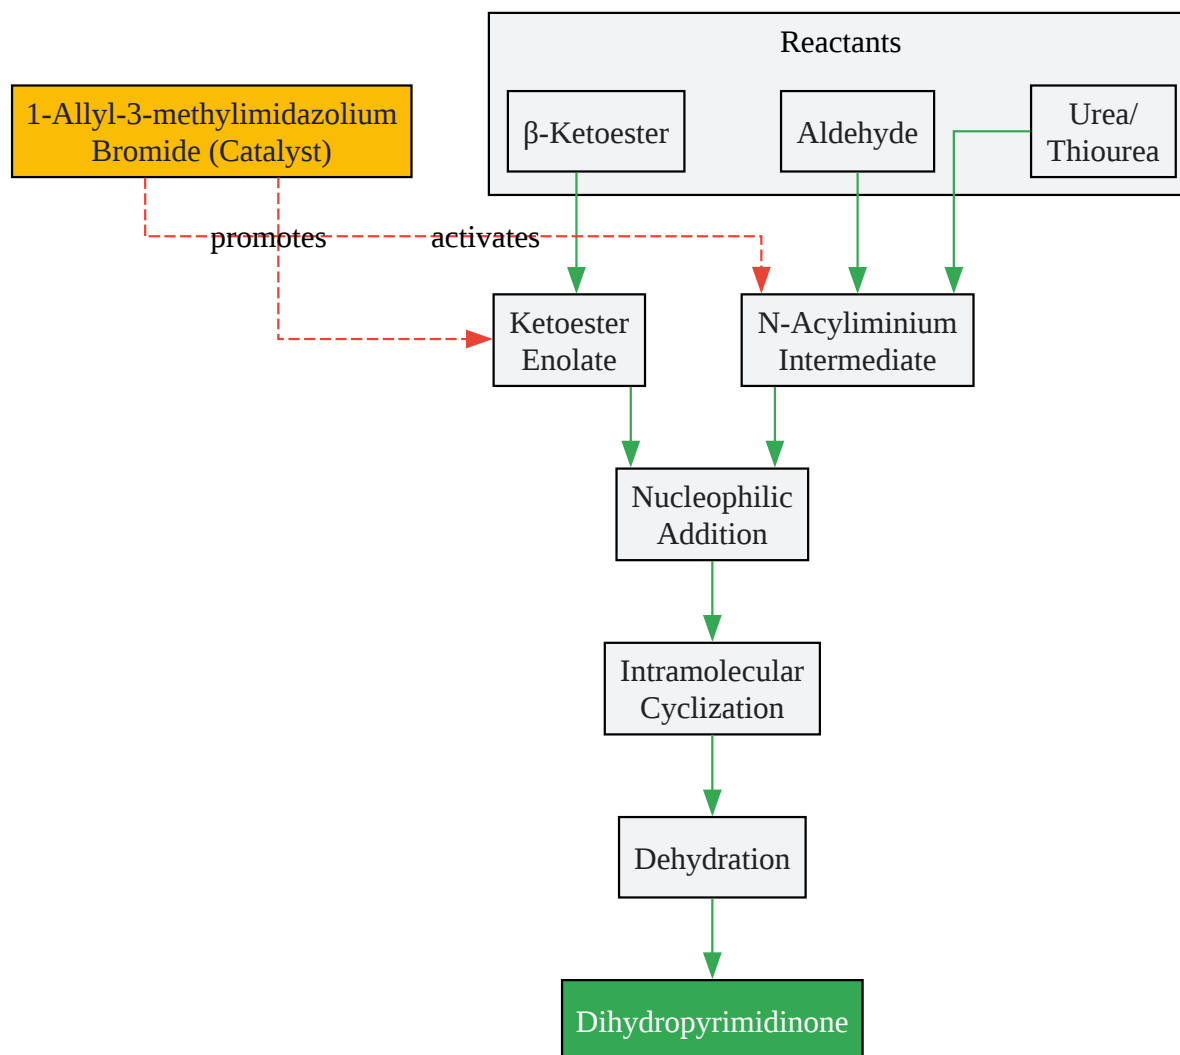 Reactants
1-Allyl-3-methylimidazolium
Bromide (Catalyst)
β-Ketoester
Aldehyde
Urea/
Thiourea
promotes
activates
Ketoester
Enolate
N-Acyliminium
Intermediate
Nucleophilic
Addition
Intramolecular
Cyclization
Dehydration
Dihydropyrimidinone